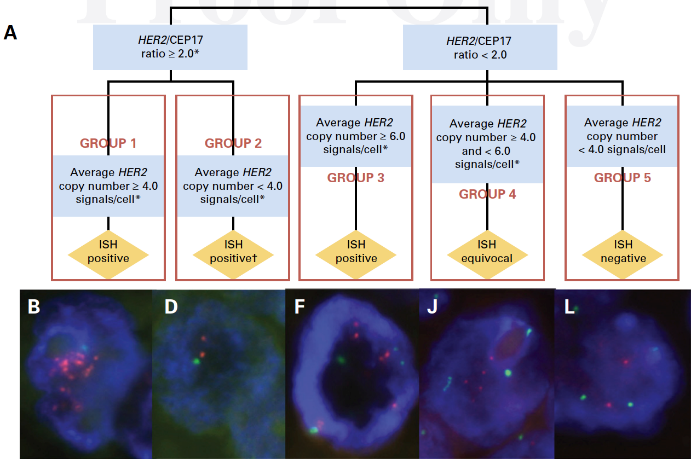 Proof Only
A
HER2/CEP17
ratio ≥ 2.0*
HER2/CEP17
ratio < 2.0
GROUP 1
Average HER2
copy number ≥ 4.0
signals/cell*
ISH
positive
GROUP 2
Average HER2
copy number < 4.0
signals/cell*
ISH
positive†
Average HER2
copy number ≥ 6.0
signals/cell*
GROUP 3
ISH
positive
Average HER2
copy number ≥ 4.0
and < 6.0
signals/cell*
GROUP 4
ISH
equivocal
Average HER2
copy number
< 4.0 signals/cell
GROUP 5
ISH
negative
B
D
F
J
L